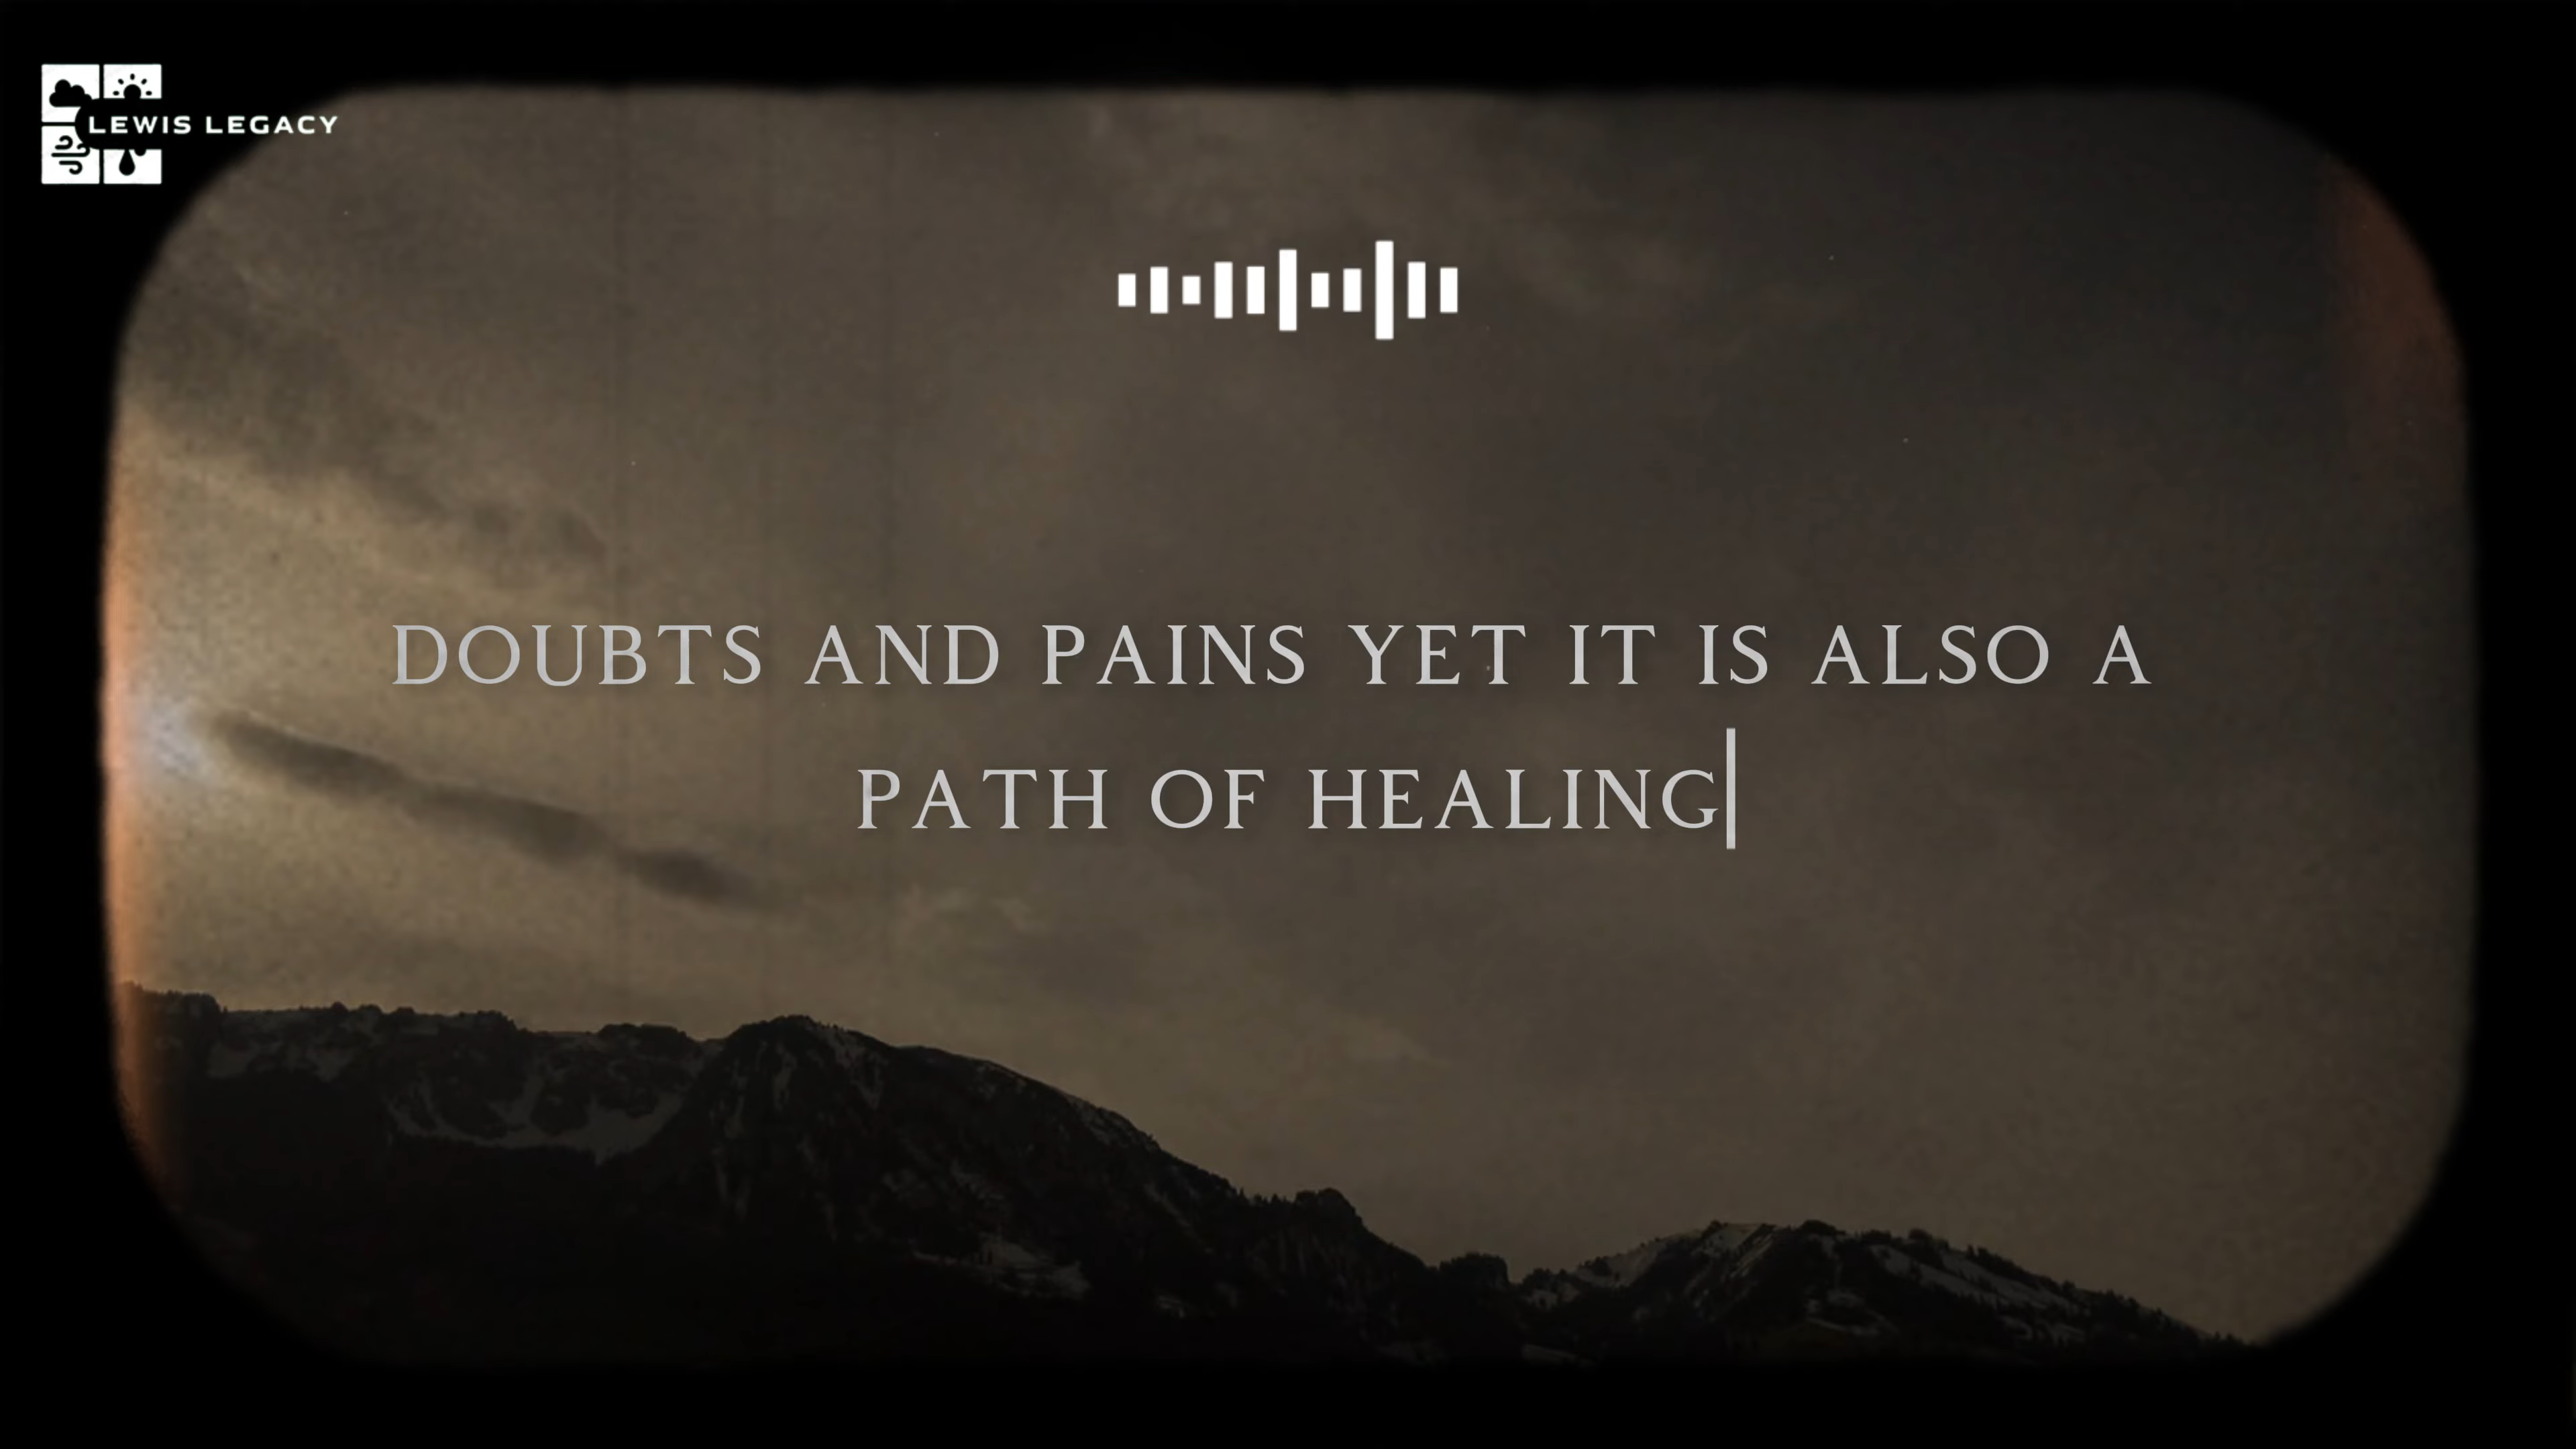 LEWIS LEGACY
DOUBTS AND PAINS YET IT IS ALSO A
PATH OF HEALING